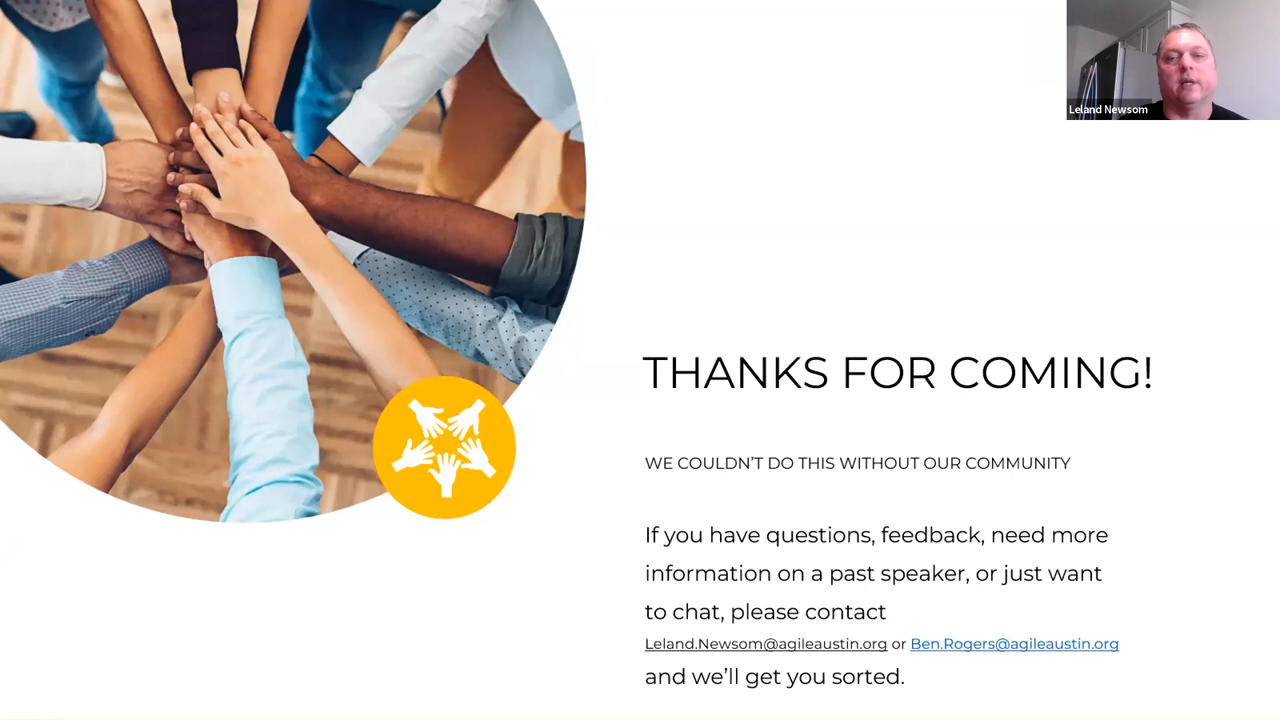 Leland Newsom
THANKS FOR COMING!
WE COULDN'T DO THIS WITHOUT OUR COMMUNITY
If you have questions, feedback, need more
information on a past speaker, or just want
to chat, please contact
Leland.Newsom@agileaustin.org or Ben.Rogers@agileaustin.org
and we'll get you sorted.